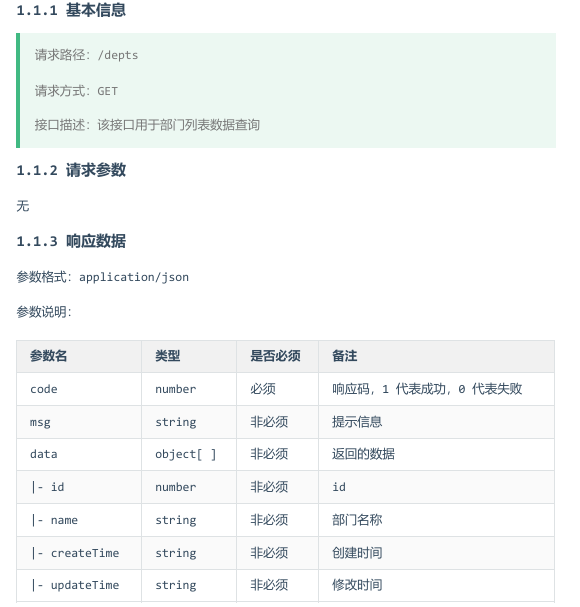 1.1.1 基本信息
请求路径：/depts
请求方式：GET
接口描述：该接口用于部门列表数据查询
1.1.2 请求参数
无
1.1.3 响应数据
参数格式：application/json
参数说明：
参数名 类型 是否必须 备注
code number 必须 响应码，1 代表成功，0 代表失败
msg string 非必须 提示信息
data object[ ] 非必须 返回的数据
|- id number 非必须 id
|- name string 非必须 部门名称
|- createTime string 非必须 创建时间
|- updateTime string 非必须 修改时间